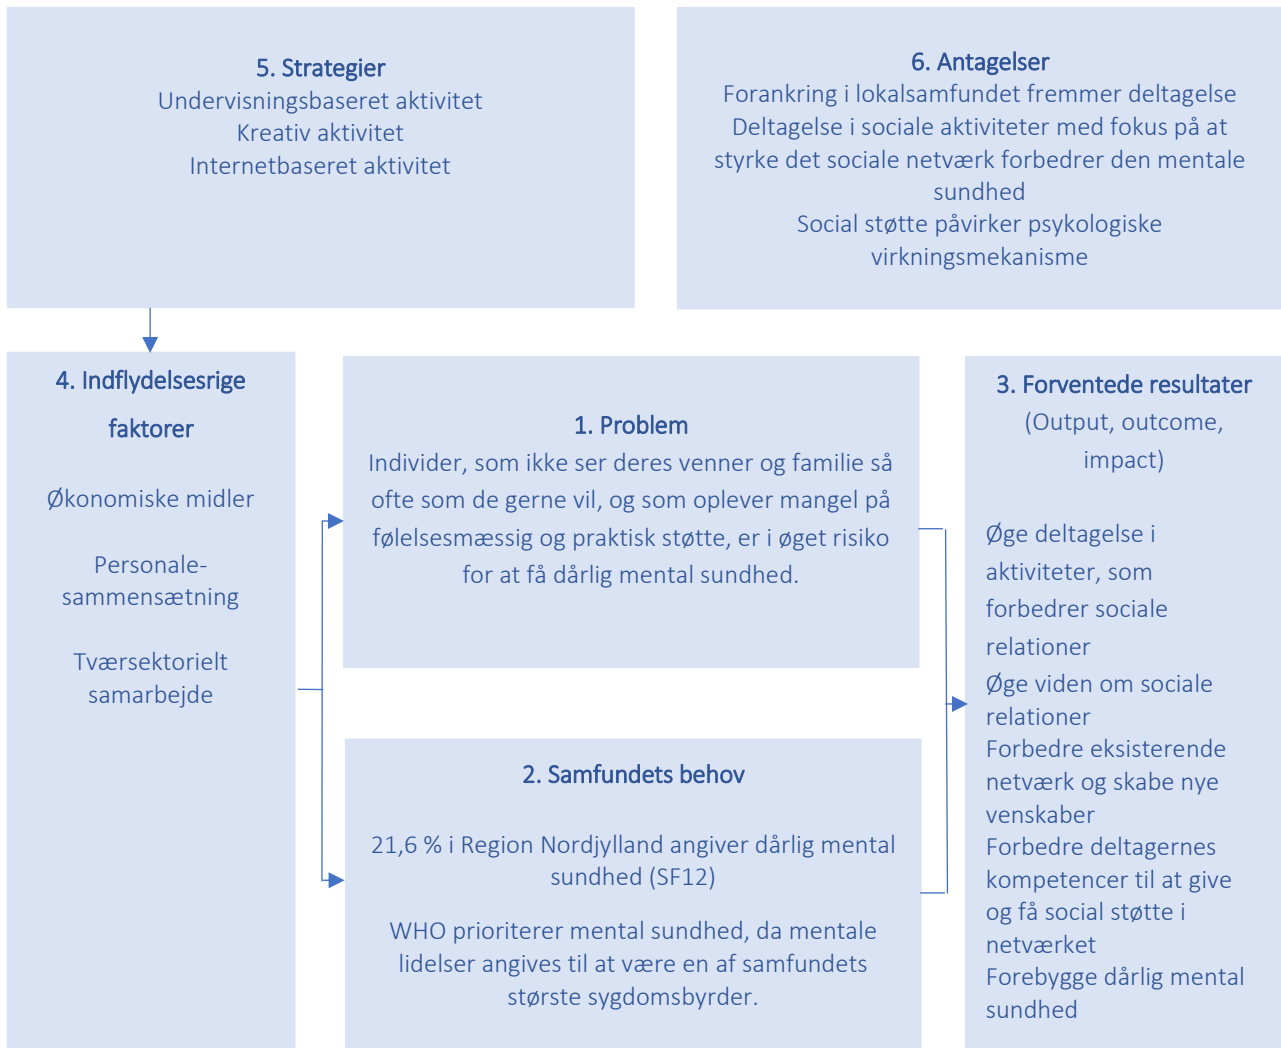 5. Strategier
Undervisningsbaseret aktivitet
Kreativ aktivitet
Internetbaseret aktivitet
6. Antagelser
Forankring i lokalsamfundet fremmer deltagelse
Deltagelse i sociale aktiviteter med fokus på at
styrke det sociale netværk forbedrer den mentale
sundhed
Social støtte påvirker psykologiske
virkningsmekanisme
4. Indflydelsesrige
faktorer
Økonomiske midler
Personale-
sammensætning
Tværsektorielt
samarbejde
1. Problem
Individer, som ikke ser deres venner og familie så
ofte som de gerne vil, og som oplever mangel på
følelsesmæssig og praktisk støtte, er i øget risiko
for at få dårlig mental sundhed.
2. Samfundets behov
21,6 % i Region Nordjylland angiver dårlig mental
sundhed (SF12)
WHO prioriterer mental sundhed, da mentale
lidelser angives til at være en af samfundets
største sygdomsbyrder.
3. Forventede resultater
(Output, outcome,
impact)
Øge deltagelse i
aktiviteter, som
forbedrer sociale
relationer
Øge viden om sociale
relationer
Forbedre eksisterende
netværk og skabe nye
venskaber
Forbedre deltagernes
kompetencer til at give
og få social støtte i
netværket
Forebygge dårlig mental
sundhed